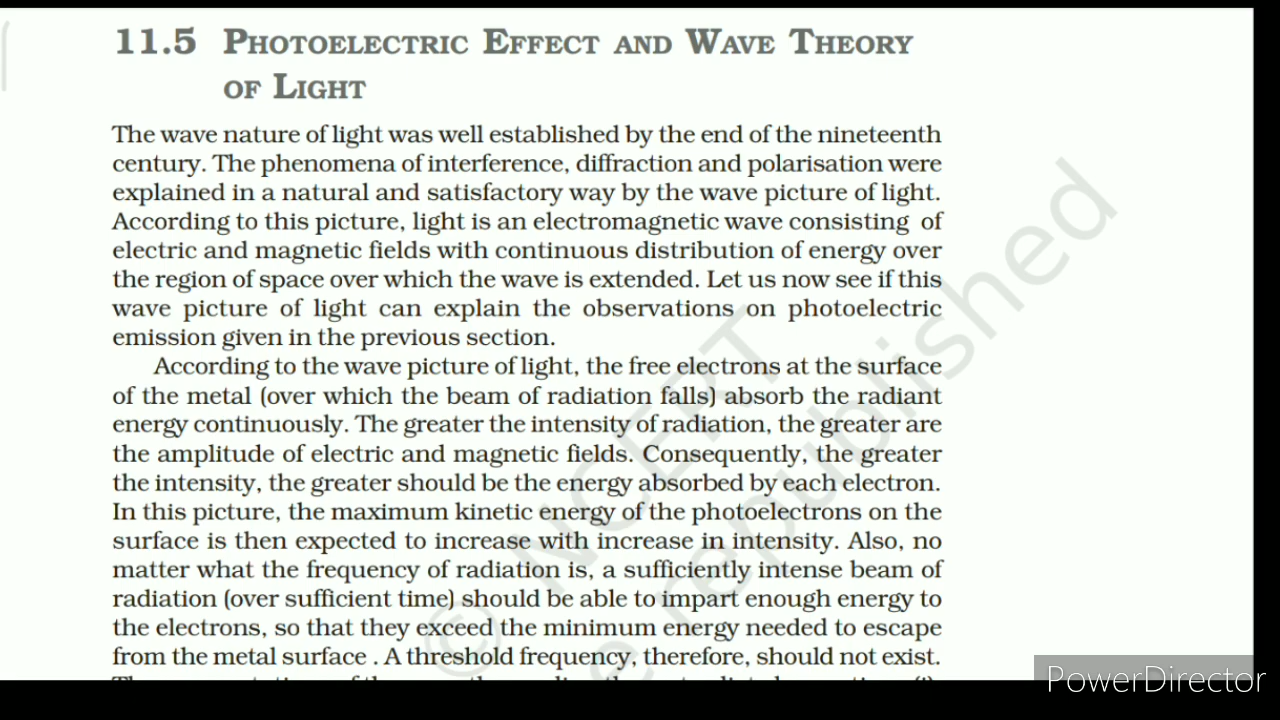 11.5 PHOTOELECTRIC EFFECT AND WAVE THEORY
OF LIGHT
The wave nature of light was well established by the end of the nineteenth
century. The phenomena of interference, diffraction and polarisation were
explained in a natural and satisfactory way by the wave picture of light.
According to this picture, light is an electromagnetic wave consisting of
electric and magnetic fields with continuous distribution of energy over
the region of space over which the wave is extended. Let us now see if this
wave picture of light can explain the observations on photoelectric
emission given in the previous section.
According to the wave picture of light, the free electrons at the surface
of the metal (over which the beam of radiation falls) absorb the radiant
energy continuously. The greater the intensity of radiation, the greater are
the amplitude of electric and magnetic fields. Consequently, the greater
the intensity, the greater should be the energy absorbed by each electron.
In this picture, the maximum kinetic energy of the photoelectrons on the
surface is then expected to increase with increase in intensity. Also, no
matter what the frequency of radiation is, a sufficiently intense beam of
radiation (over sufficient time) should be able to impart enough energy to
the electrons, so that they exceed the minimum energy needed to escape
from the metal surface . A threshold frequency, therefore, should not exist.
© NCERT
e republished
PowerDirector